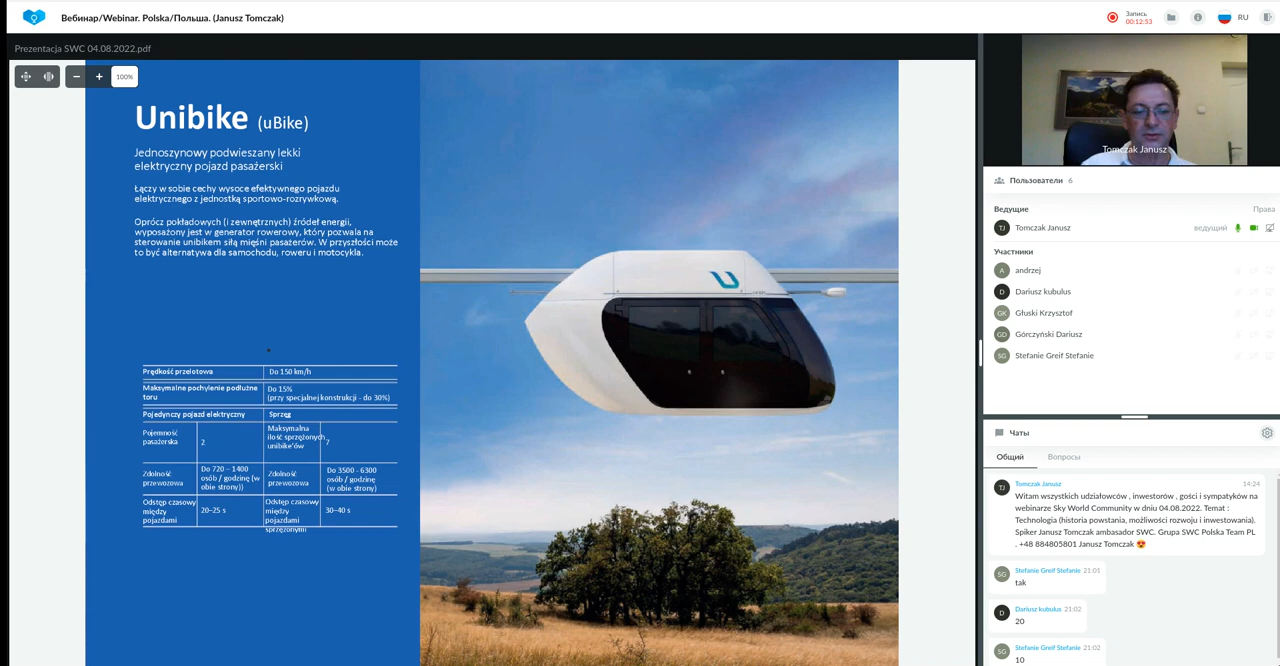 Вебинар/Webinar. Polska/Польша. (Janusz Tomczak)
Запись
00:12:53
RU
Prezentacja SWC 04.08.2022.pdf
100%
Unibike (uBike)
Jednoszynowy podwieszany lekki
elektryczny pojazd pasażerski
Łączy w sobie cechy wysoce efektywnego pojazdu
elektrycznego z jednostką sportowo-rozrywkową.
Oprócz pokładowych (i zewnętrznych) źródeł energii,
wyposażony jest w generator rowerowy, który pozwala na
sterowanie unibikem siłą mięśni pasażerów. W przyszłości może
to być alternatywa dla samochodu, roweru i motocykla.
Prędkość przelotowa
Do 150 km/h
Maksymalne pochylenie podłużne
toru
Do 15%
(przy specjalnej konstrukcji - do 30%)
Pojedynczy pojazd elektryczny
Sprzęg
Pojemność
pasażerska
2
Maksymalna
ilość sprzężonych
unibike'ów
7
Zdolność
przewozowa
Do 720 – 1400
osób / godzinę (w
obie strony))
Zdolność
przewozowa
Do 3500 - 6300
osób / godzinę
(w obie strony)
Odstęp czasowy
między
pojazdami
20–25 s
Odstęp czasowy
między
pojazdami
sprzężonymi
30–40 s
Tomczak Janusz
Пользователи 6
Ведущие
Права
TJ
Tomczak Janusz
ведущий
Участники
A
andrzej
D
Dariusz kubulus
GK
Głuski Krzysztof
GD
Górczyński Dariusz
SG
Stefanie Greif Stefanie
Чаты
Общий
Вопросы
TJ
Tomczak Janusz
14:24
Witam wszystkich udziałowców , inwestorów , gości i sympatyków na
webinarze Sky World Community w dniu 04.08.2022. Temat :
Technologia (historia powstania, możliwości rozwoju i inwestowania).
Spiker Janusz Tomczak ambasador SWC. Grupa SWC Polska Team PL
. +48 884805801 Janusz Tomczak 😍
SG
Stefanie Greif Stefanie 21:01
tak
D
Dariusz kubulus 21:02
20
SG
Stefanie Greif Stefanie 21:02
10